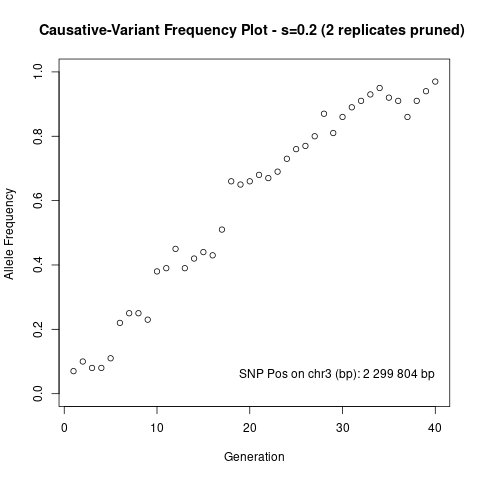 Causative-Variant Frequency Plot - s=0.2 (2 replicates pruned)
1.0
0.8
0.6
0.4
0.2
0.0
Allele Frequency
SNP Pos on chr3 (bp): 2 299 804 bp
0 10 20 30 40
Generation